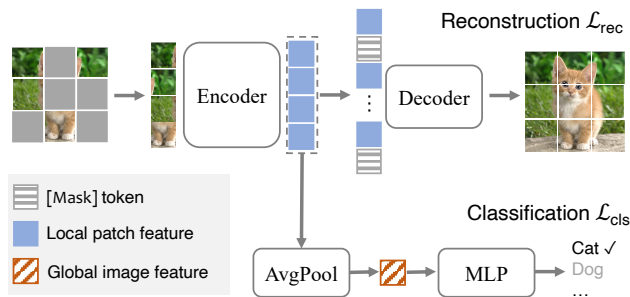 Reconstruction ℒrec
Encoder
Decoder
⋮
[Mask] token
Local patch feature
Global image feature
Classification ℒcls
AvgPool
MLP
Cat ✓
Dog
...